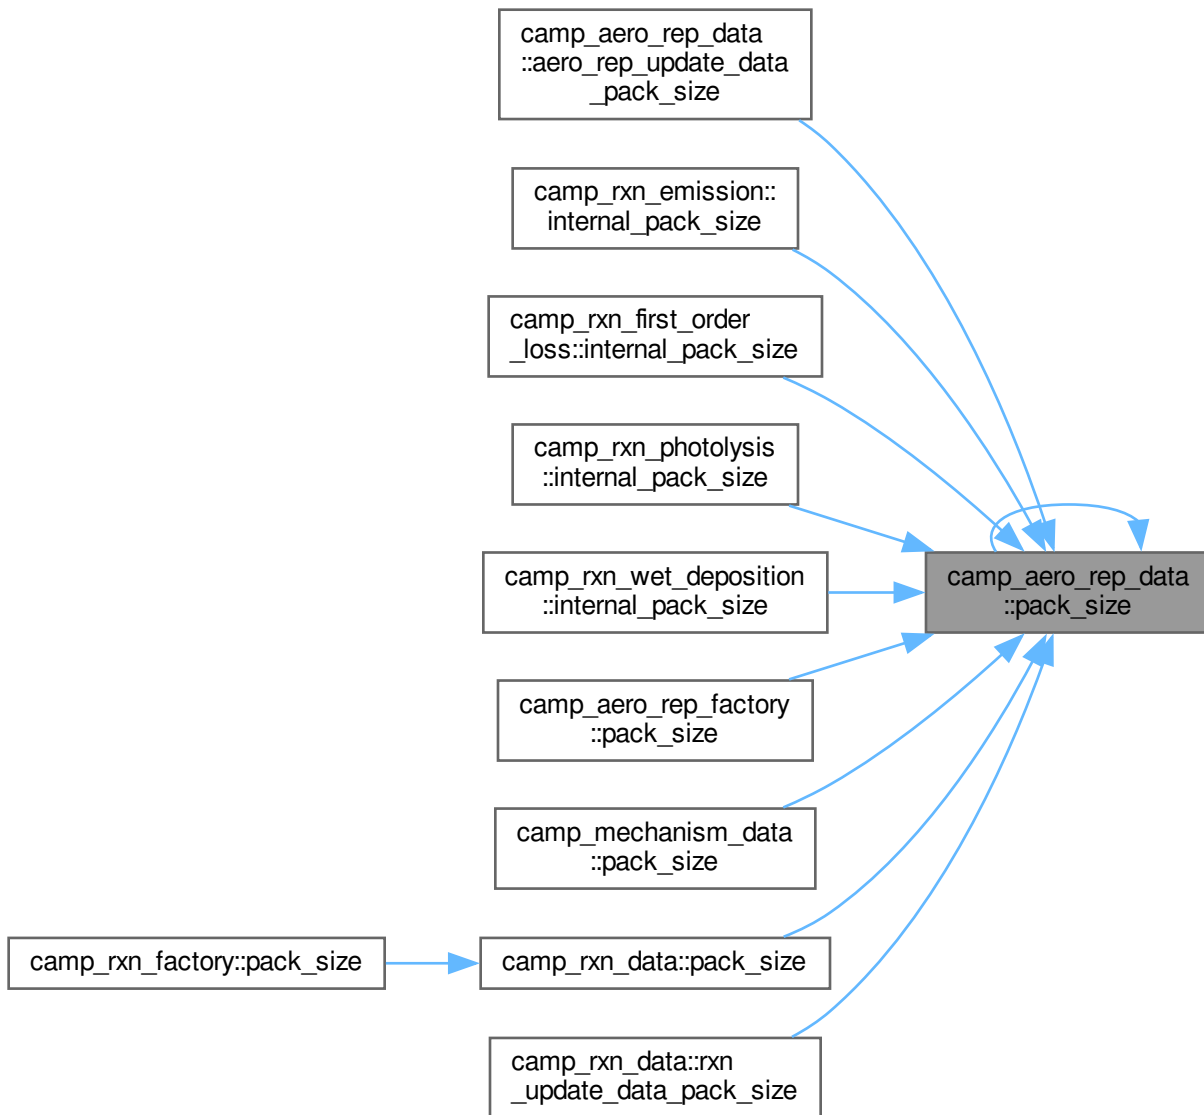 camp_aero_rep_data
::aero_rep_update_data
_pack_size
camp_rxn_emission::
internal_pack_size
camp_rxn_first_order
_loss::internal_pack_size
camp_rxn_photolysis
::internal_pack_size
camp_rxn_wet_deposition
::internal_pack_size
camp_aero_rep_data
::pack_size
camp_aero_rep_factory
::pack_size
camp_mechanism_data
::pack_size
camp_rxn_factory::pack_size
camp_rxn_data::pack_size
camp_rxn_data::rxn
_update_data_pack_size